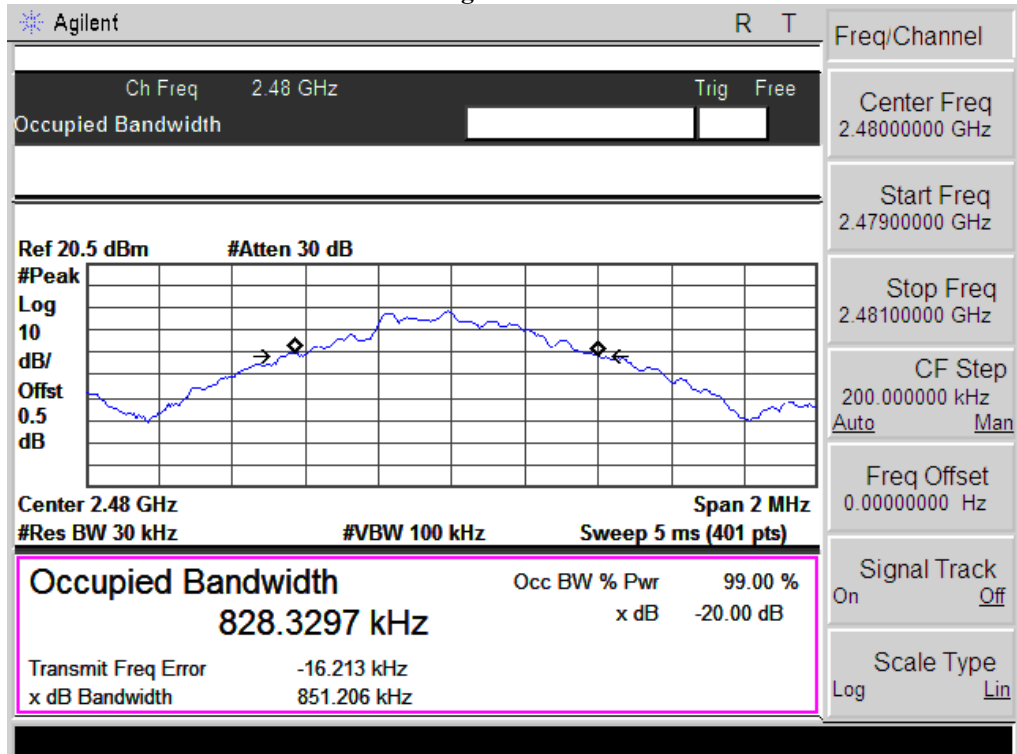 Agilent R T
Freq/Channel
Ch Freq 2.48 GHz Trig Free
Occupied Bandwidth
Center Freq
2.48000000 GHz
Start Freq
2.47900000 GHz
Ref 20.5 dBm #Atten 30 dB
#Peak
Log
10
dB/
Offst
0.5
dB
Stop Freq
2.48100000 GHz
CF Step
200.000000 kHz
Auto Man
Center 2.48 GHz Span 2 MHz
#Res BW 30 kHz #VBW 100 kHz Sweep 5 ms (401 pts)
Freq Offset
0.00000000 Hz
Occupied Bandwidth Occ BW % Pwr 99.00 %
828.3297 kHz x dB -20.00 dB
Transmit Freq Error -16.213 kHz
x dB Bandwidth 851.206 kHz
Signal Track
On Off
Scale Type
Log Lin